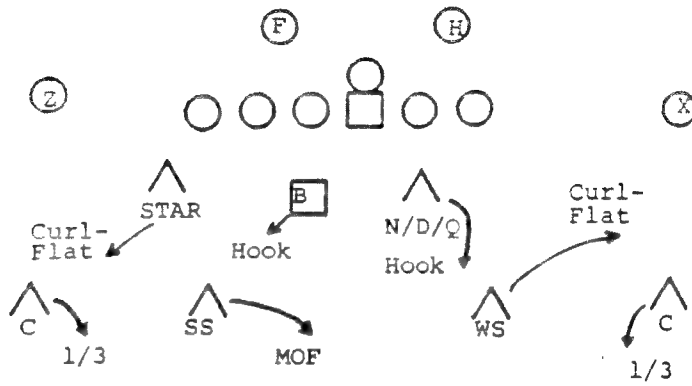 F
H
Z
X
B
STAR
N/D/Q
Curl-
Flat
Curl-
Flat
Hook
Hook
C
SS
WS
C
1/3
MOF
1/3